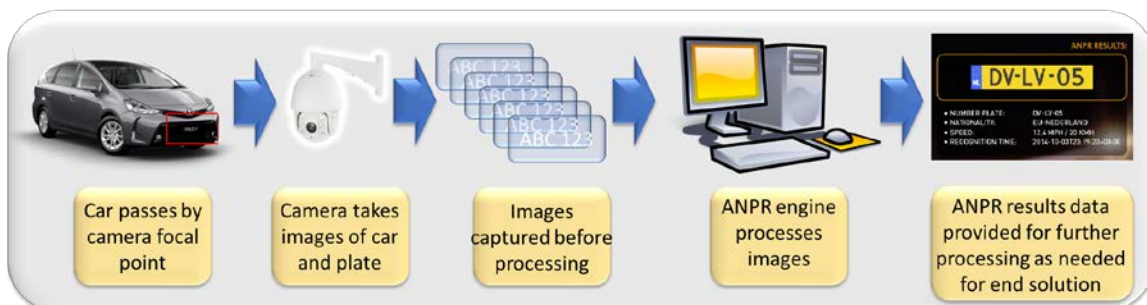 ABC 123
ABC 123
ABC 123
ABC 123
ABC 123
ABC 123
ANPR RESULTS:
NL DV-LV-05
• NUMBER PLATE: DV-LV-05
• NATIONALITY: EU-NEDERLAND
• SPEED: 12.4 MPH / 20 KMH
• RECOGNITION TIME:
Car passes by
camera focal
point
Camera takes
images of car
and plate
Images
captured before
processing
ANPR engine
processes
images
ANPR results data
provided for further
processing as needed
for end solution